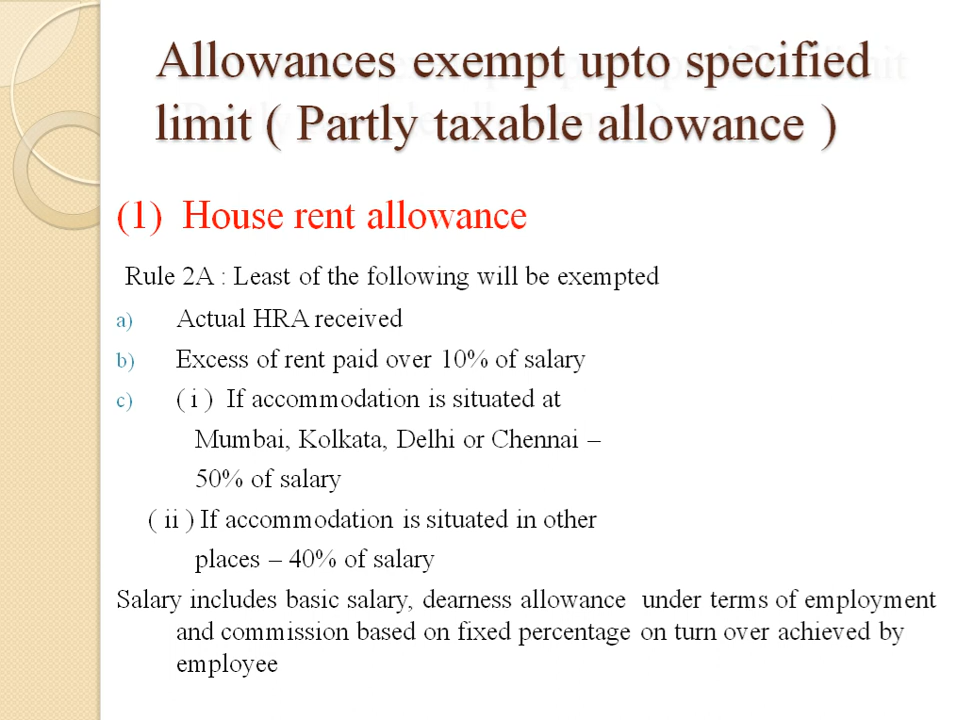 Allowances exempt upto specified
limit ( Partly taxable allowance )
(1) House rent allowance
Rule 2A : Least of the following will be exempted
a) Actual HRA received
b) Excess of rent paid over 10% of salary
c) ( i ) If accommodation is situated at
Mumbai, Kolkata, Delhi or Chennai –
50% of salary
( ii ) If accommodation is situated in other
places – 40% of salary
Salary includes basic salary, dearness allowance under terms of employment
and commission based on fixed percentage on turn over achieved by
employee